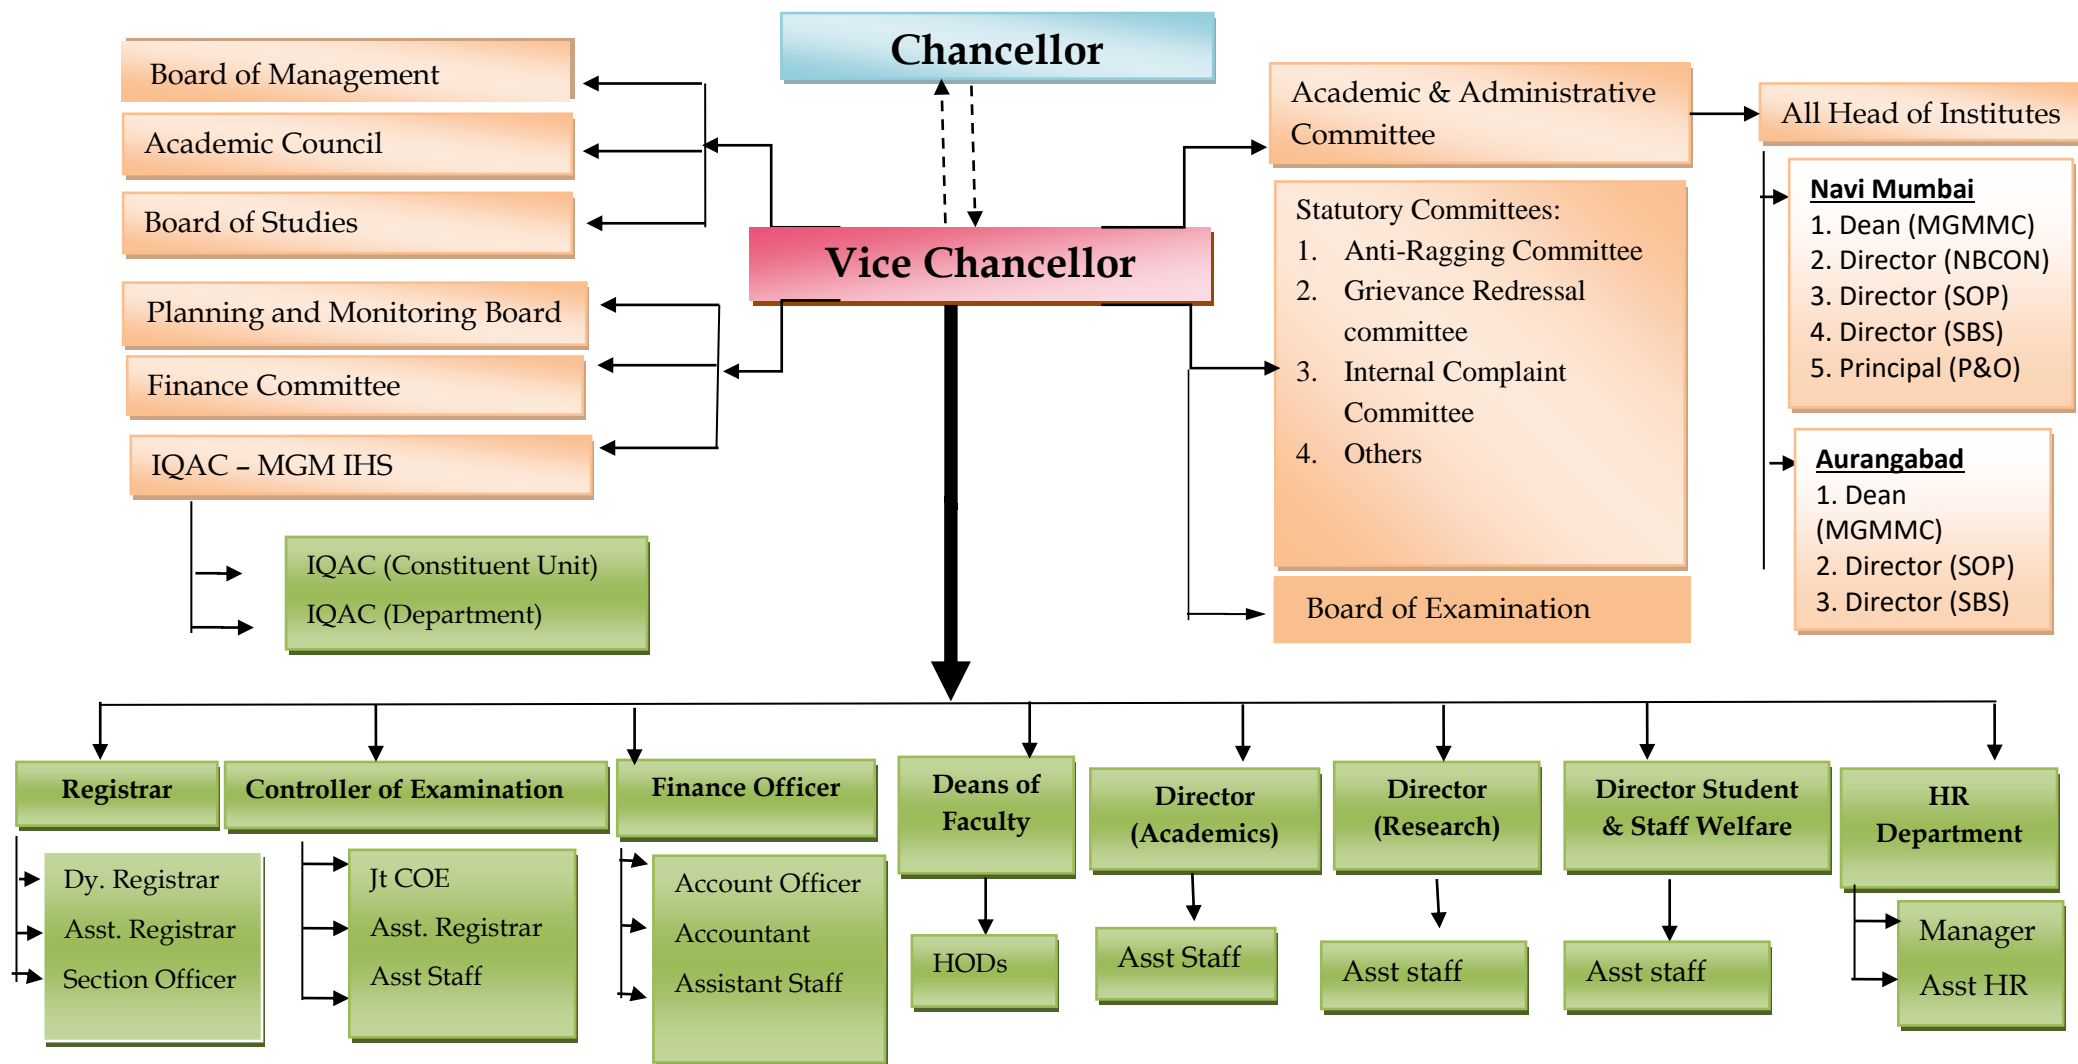 Chancellor
Board of Management
Academic Council
Board of Studies
Vice Chancellor
Planning and Monitoring Board
Finance Committee
IQAC – MGM IHS
IQAC (Constituent Unit)
IQAC (Department)
Academic & Administrative
Committee
All Head of Institutes
Statutory Committees:
1. Anti-Ragging Committee
2. Grievance Redressal
committee
3. Internal Complaint
Committee
4. Others
Board of Examination
Navi Mumbai
1. Dean (MGMMC)
2. Director (NBCON)
3. Director (SOP)
4. Director (SBS)
5. Principal (P&O)
Aurangabad
1. Dean
(MGMMC)
2. Director (SOP)
3. Director (SBS)
Registrar
Dy. Registrar
Asst. Registrar
Section Officer
Controller of Examination
Jt COE
Asst. Registrar
Asst Staff
Finance Officer
Account Officer
Accountant
Assistant Staff
Deans of
Faculty
HODs
Director
(Academics)
Asst Staff
Director
(Research)
Asst staff
Director Student
& Staff Welfare
Asst staff
HR
Department
Manager
Asst HR